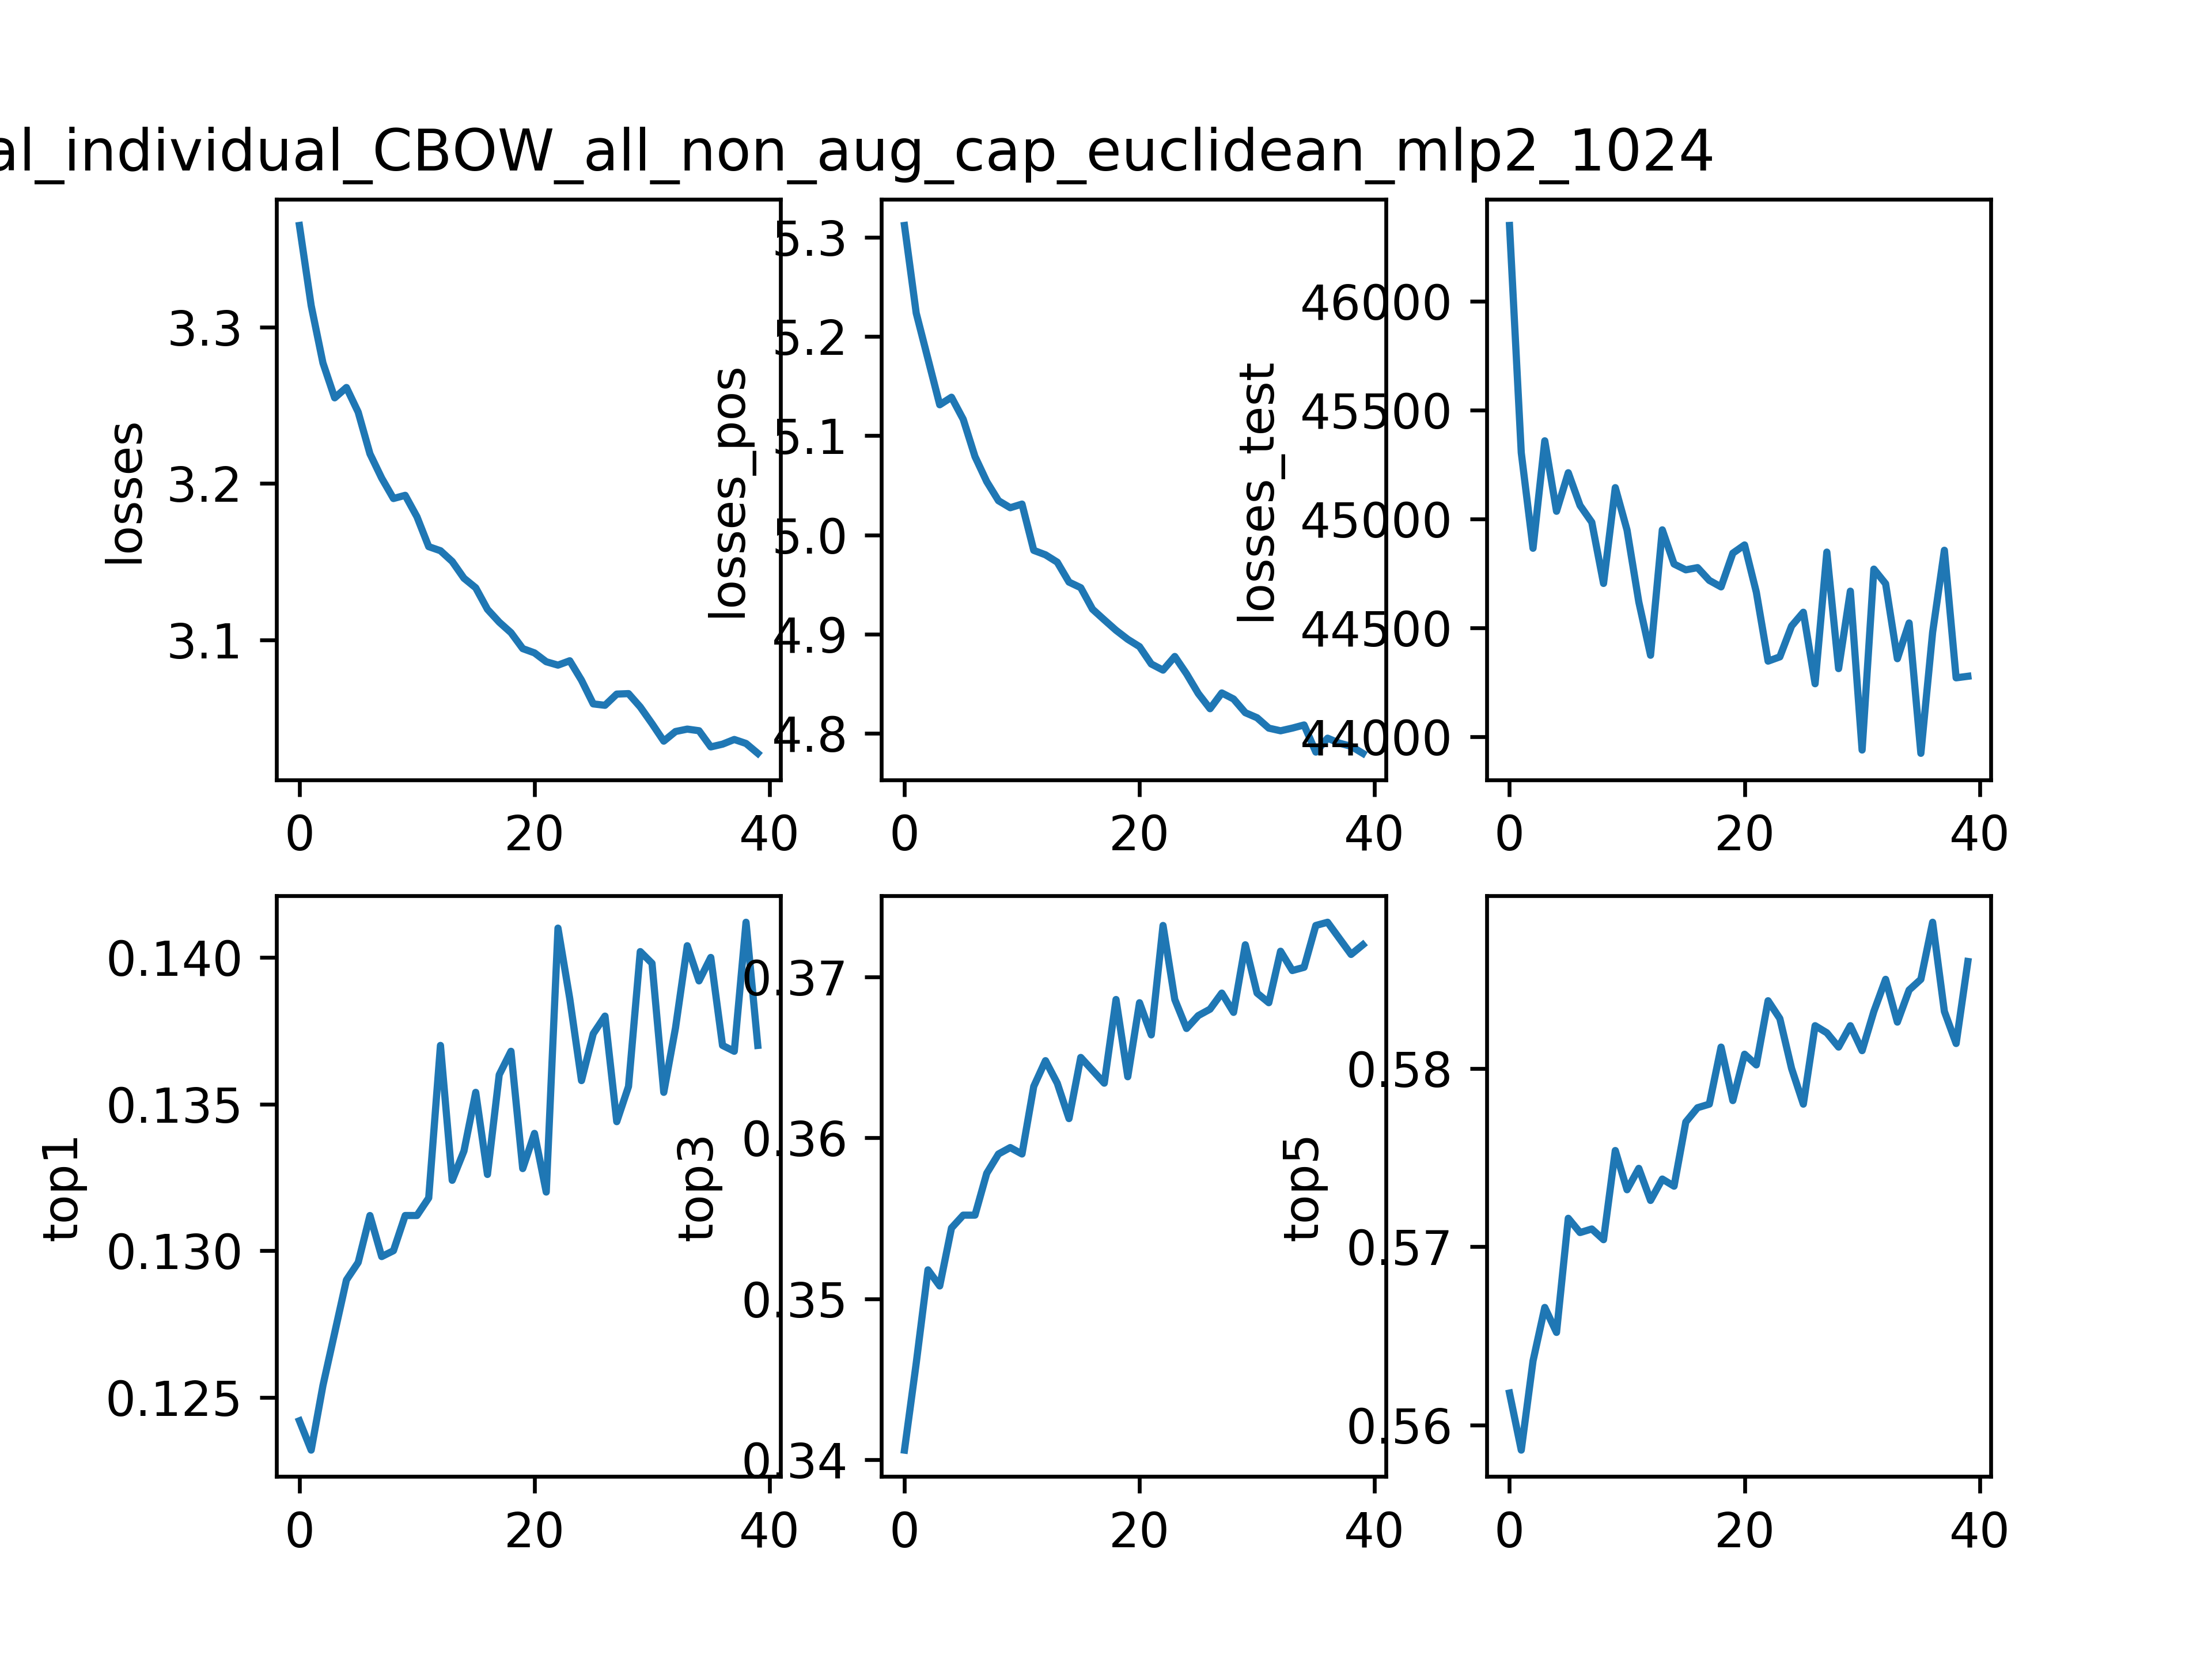 al_individual_CBOW_all_non_aug_cap_euclidean_mlp2_1024
losses
3.3
3.2
3.1
0 20 40
losses_pos
5.3
5.2
5.1
5.0
4.9
4.8
0 20 40
losses_test
46000
45500
45000
44500
44000
0 20 40
top1
0.140
0.135
0.130
0.125
0 20 40
top3
0.37
0.36
0.35
0.34
0 20 40
top5
0.58
0.57
0.56
0 20 40